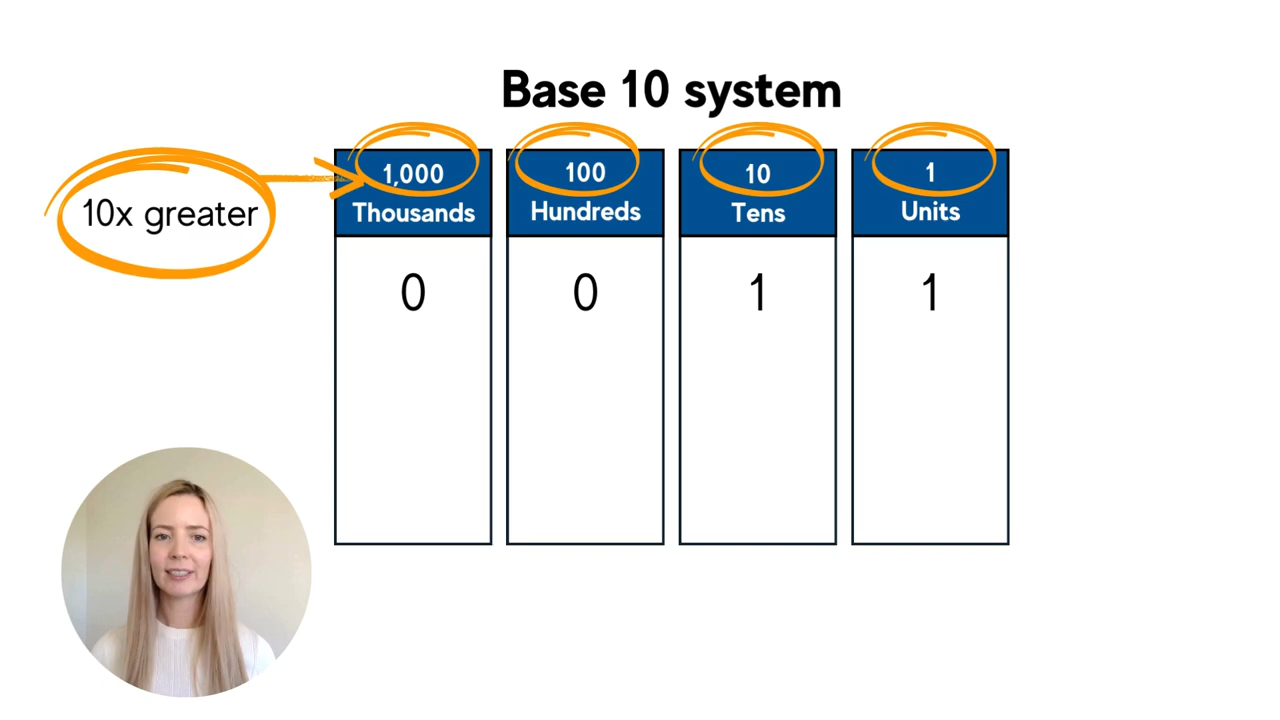 Base 10 system
10x greater
1,000 100 10 1
Thousands Hundreds Tens Units
0 0 1 1